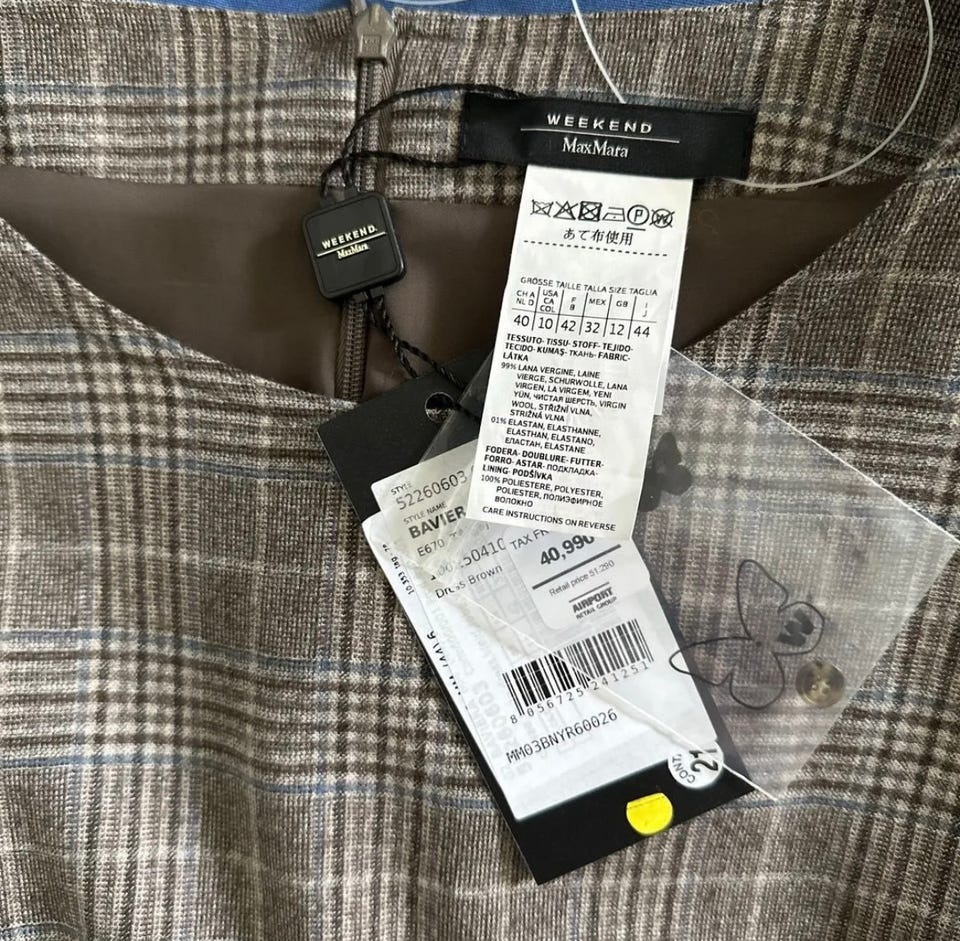 WEEKEND
MaxMara
WEEKEND
MaxMara
P
W
あて布使用
GRÖSSE TAILLE TALLA SIZE TAGLIA
CH A NL D
USA CA COL
F B
MEX
GB
I J
40 10 42 32 12 44
TESSUTO- TISSU- STOFF- TEJIDO-
TECIDO- KUMAŞ- ТКАНЬ- FABRIC-
LÁTKA
99% LANA VERGINE, LAINE
VIERGE, SCHURWOLLE, LANA
VIRGEN, LA VIRGEM, YENI
YÜN, ЧИСТАЯ ШЕРСТЬ, VIRGIN
WOOL, STŘIŽNÍ VLNA,
STRIŽNÁ VLNA
01% ELASTAN, ELASTHANNE,
ELASTHAN, ELASTANO,
ЕЛАСТАН, ELASTANE
FODERA- DOUBLURE- FUTTER-
FORRO- ASTAR- ПОДКЛАДКА-
LINING- PODŠÍVKA
100% POLIESTERE, POLYESTER,
POLIESTER, ПОЛИЭФИРНОЕ
ВОЛОКНО
CARE INSTRUCTIONS ON REVERSE
STYLE
52260603
STYLE NAME
BAVIER
E670
Dress Brown
TAX FR
40,990
Retail price 51,290
AIRPORT
RETAIL GROUP
8 056725 241251
MM03BNYR60026
CONT
W